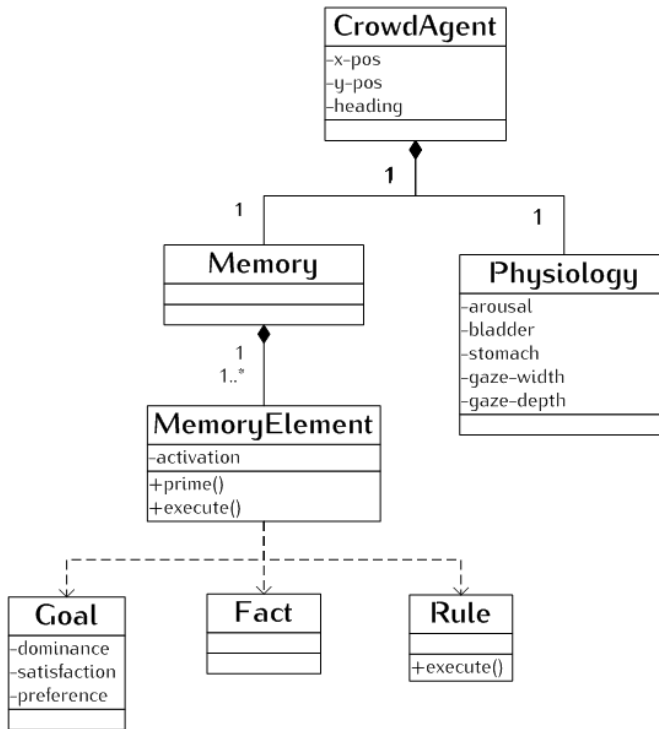 CrowdAgent
-x-pos
-y-pos
-heading
1
1
1
Memory
Physiology
-arousal
-bladder
-stomach
-gaze-width
-gaze-depth
1
1..*
MemoryElement
-activation
+prime()
+execute()
Goal
-dominance
-satisfaction
-preference
Fact
Rule
+execute()